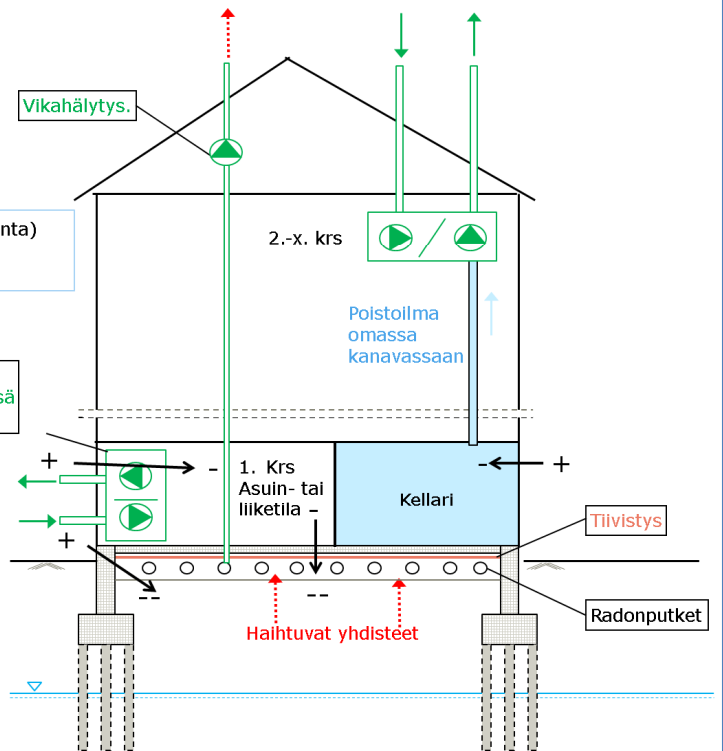 Vikahälytys.
nta)
2.-x. krs
Poistoilma
omassa
kanavassaan
sä
+
-
1. Krs
Asuin- tai
liiketila -
-
+
Kellari
Tiivistys
+
--
--
Radonputket
Haihtuvat yhdisteet